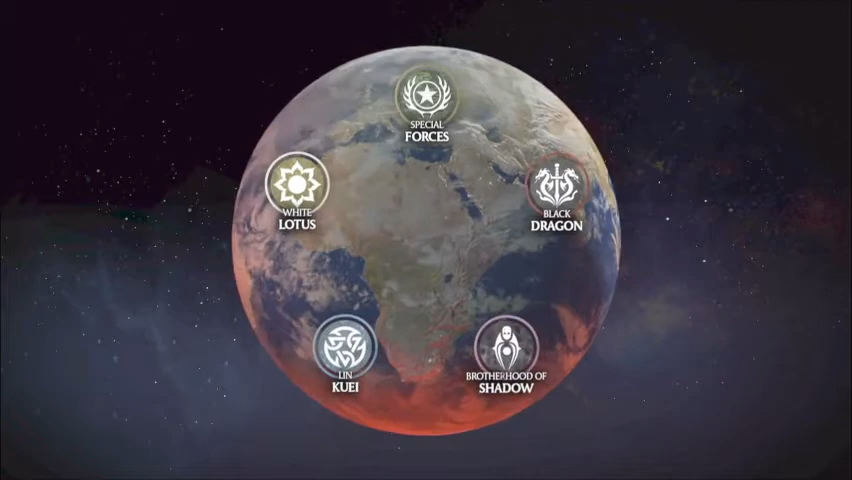 SPECIAL
FORCES
WHITE
LOTUS
BLACK
DRAGON
LIN
KUEI
BROTHERHOOD OF
SHADOW